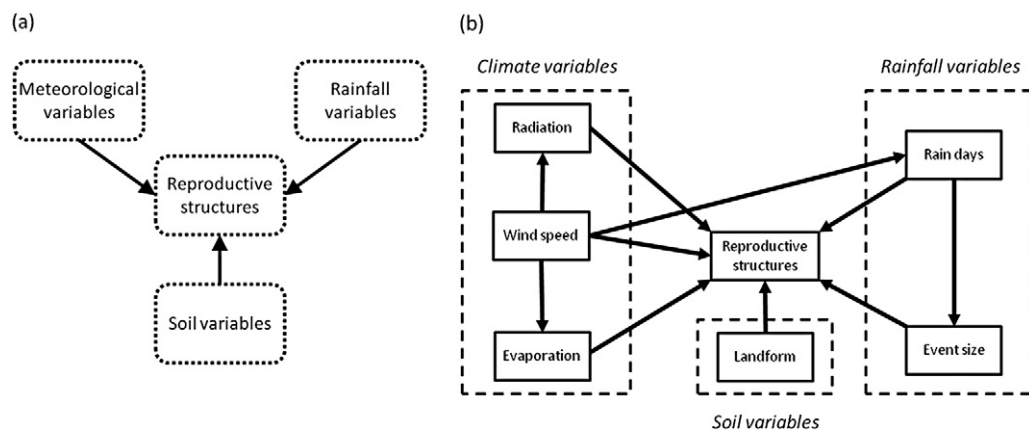 (a)
Meteorological
variables
Rainfall
variables
Reproductive
structures
Soil variables
(b)
Climate variables
Rainfall variables
Radiation
Rain days
Wind speed
Reproductive
structures
Evaporation
Landform
Event size
Soil variables